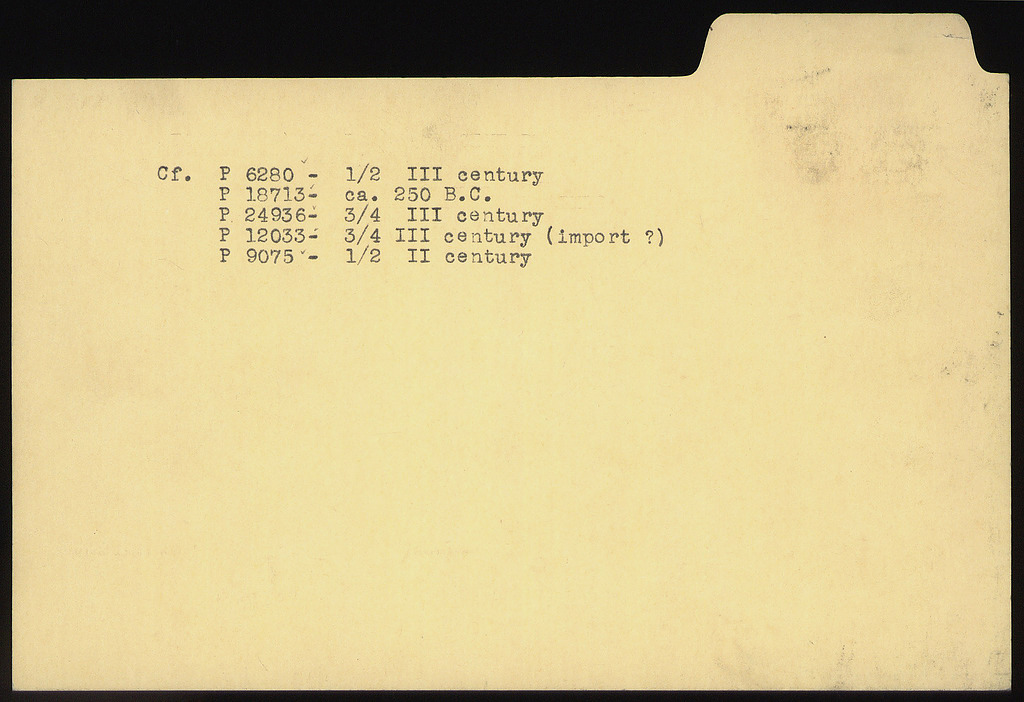 Cf. P 6280 - 1/2 III century
P 18713- ca. 250 B.C.
P 24936- 3/4 III century
P 12033- 3/4 III century (import ?)
P 9075 - 1/2 II century